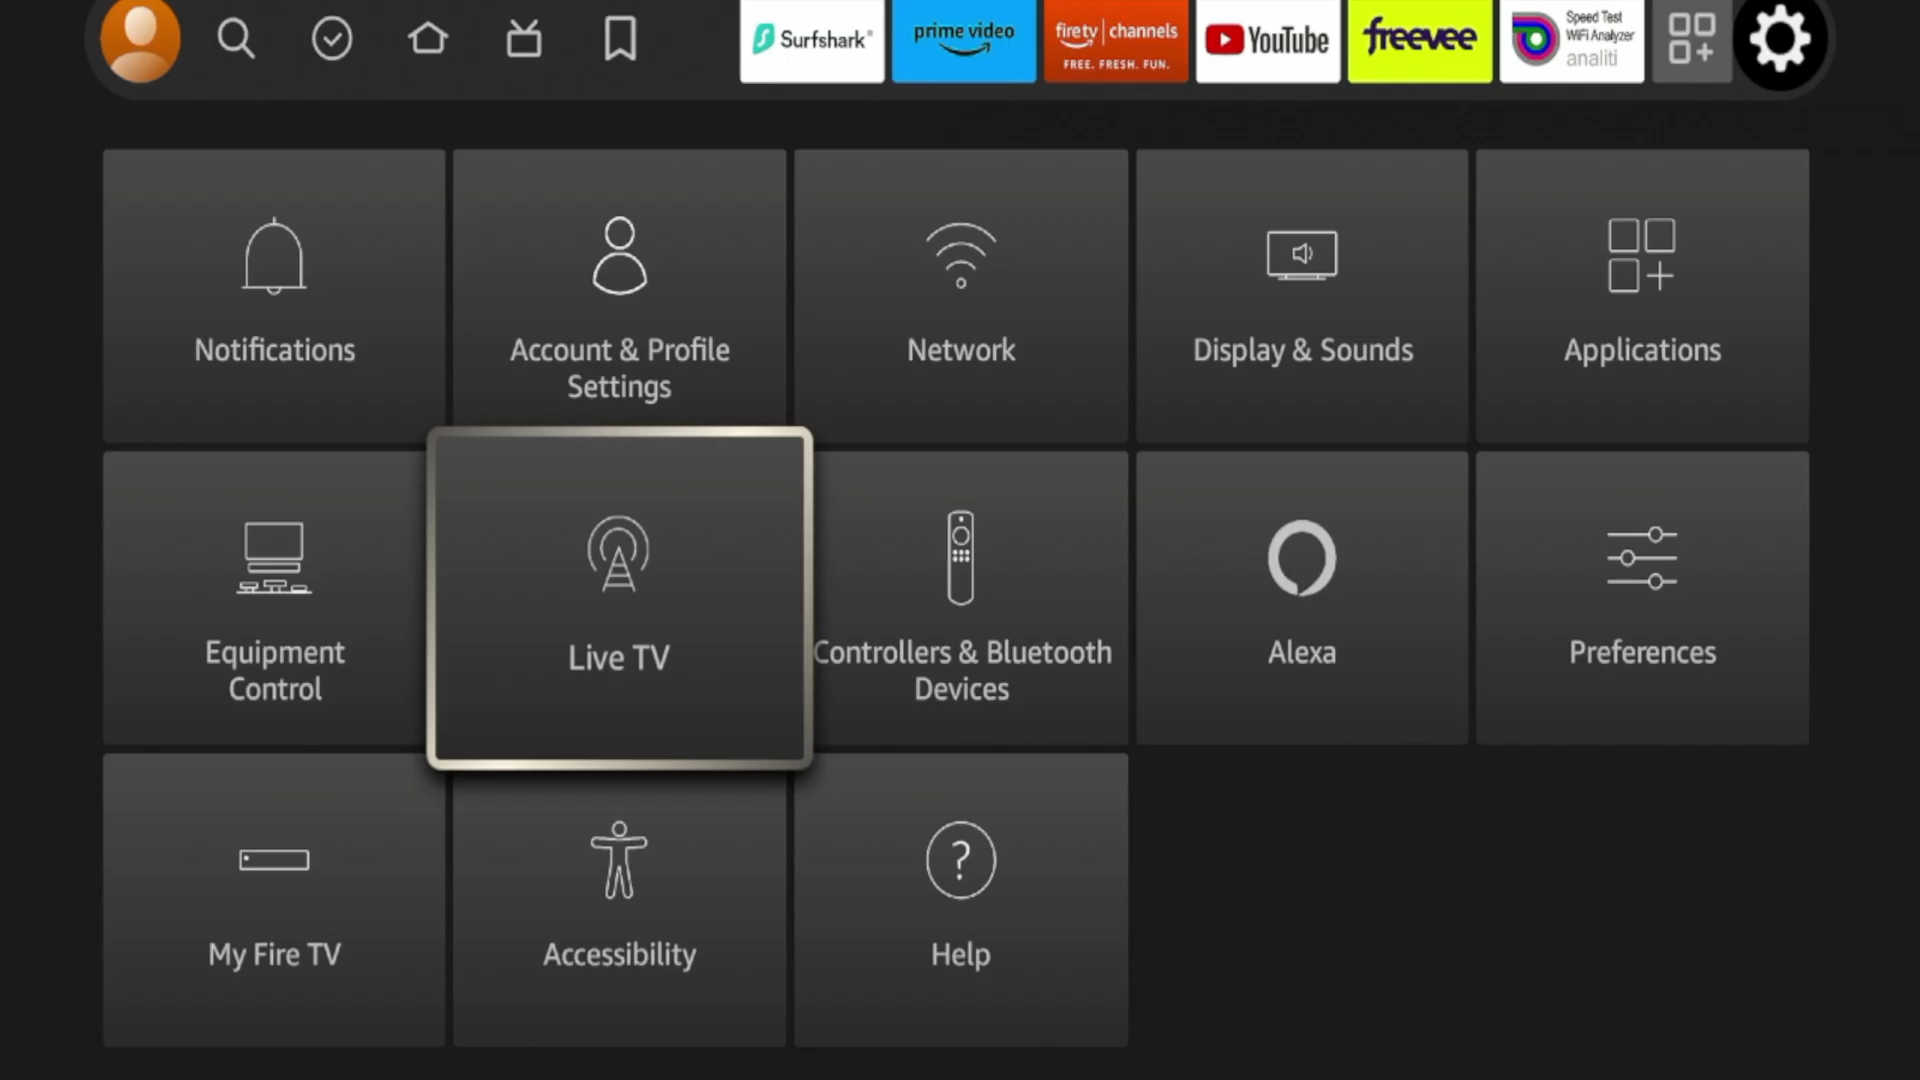 Surfshark®
prime video
firetv | channels
FREE. FRESH. FUN.
YouTube
freevee
Speed Test
WiFi Analyzer
analiti
Notifications
Account & Profile
Settings
Network
Display & Sounds
Applications
Equipment
Control
Live TV
Controllers & Bluetooth
Devices
Alexa
Preferences
My Fire TV
Accessibility
?
Help